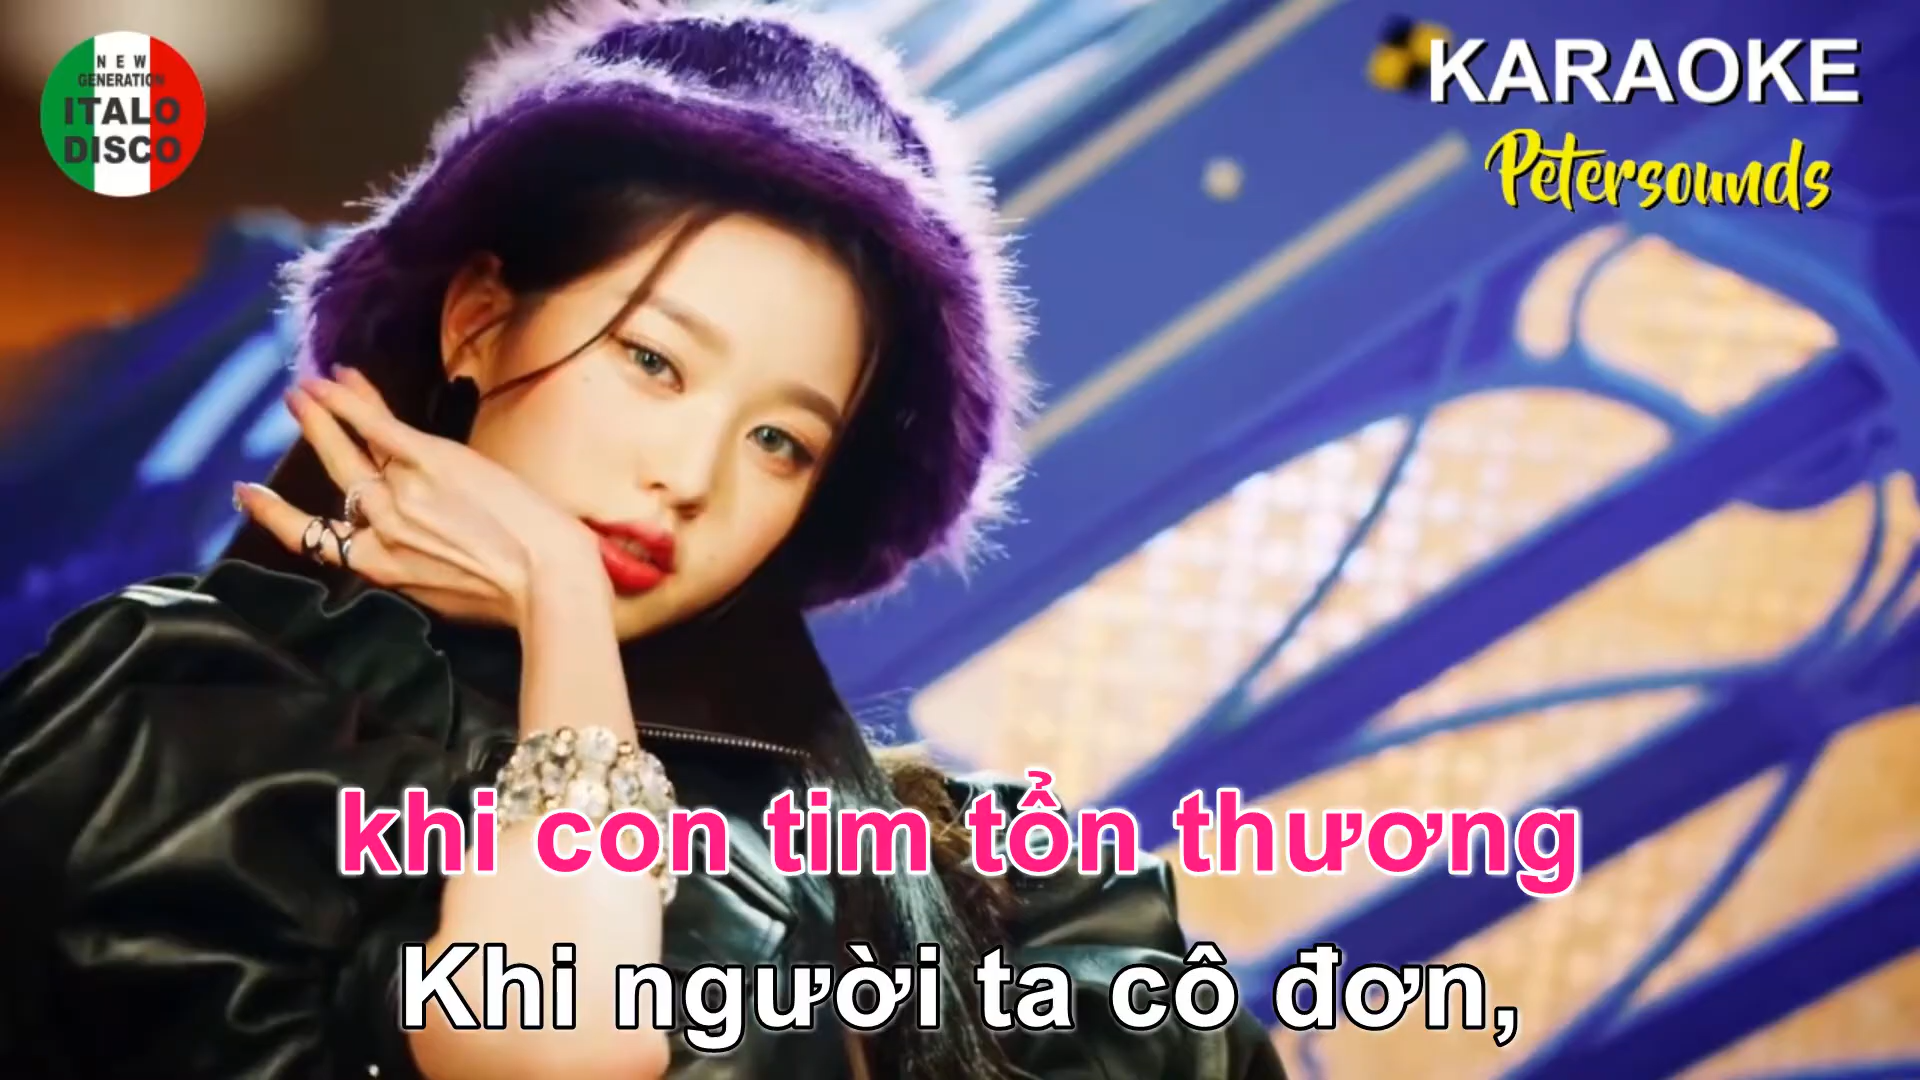 NEW
GENERATION
ITALO
DISCO
KARAOKE
Petersounds
khi con tim tổn thương
Khi người ta cô đơn,